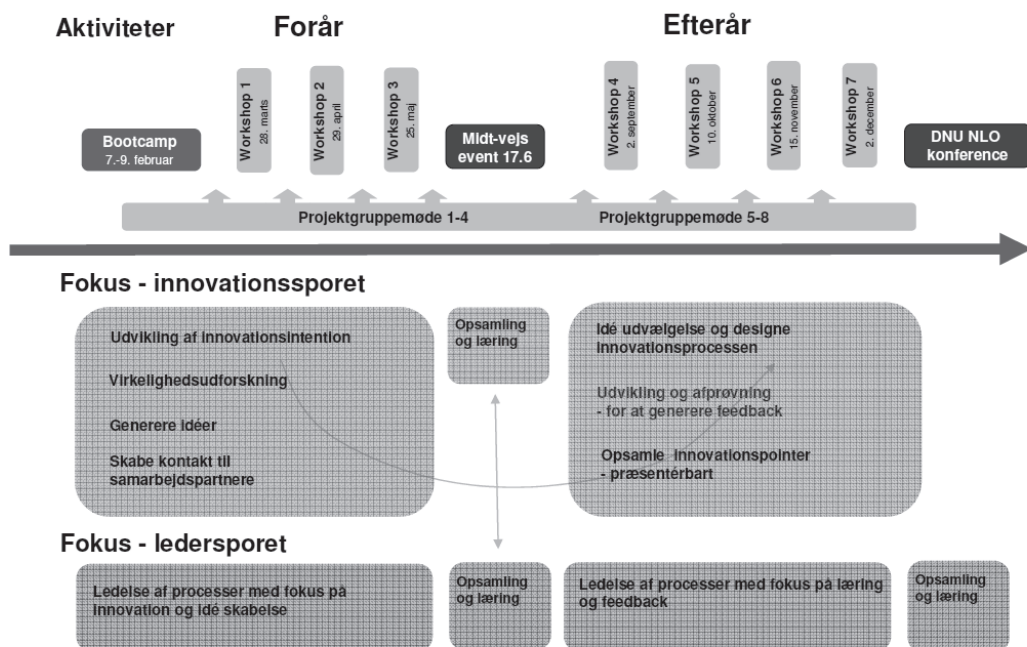 Aktiviteter
Forår
Efterår
Bootcamp
7.-9. februar
Workshop 1
28. marts
Workshop 2
29. april
Workshop 3
25. maj
Midt-vejs
event 17.6
Workshop 4
2. september
Workshop 5
10. oktober
Workshop 6
15. november
Workshop 7
2. december
DNU NLO
konference
Projektgruppemøde 1-4
Projektgruppemøde 5-8
Fokus - innovationssporet
Udvikling af innovationsintention
Virkelighedsudforskning
Generere idéer
Skabe kontakt til
samarbejdspartnere
Opsamling
og læring
Idé udvælgelse og designe
innovationsprocessen
Udvikling og afprøvning
- for at generere feedback
Opsamle innovationspointer
- præsentérbart
Fokus - ledersporet
Ledelse af processer med fokus på
innovation og idé skabelse
Opsamling
og læring
Ledelse af processer med fokus på læring
og feedback
Opsamling
og læring